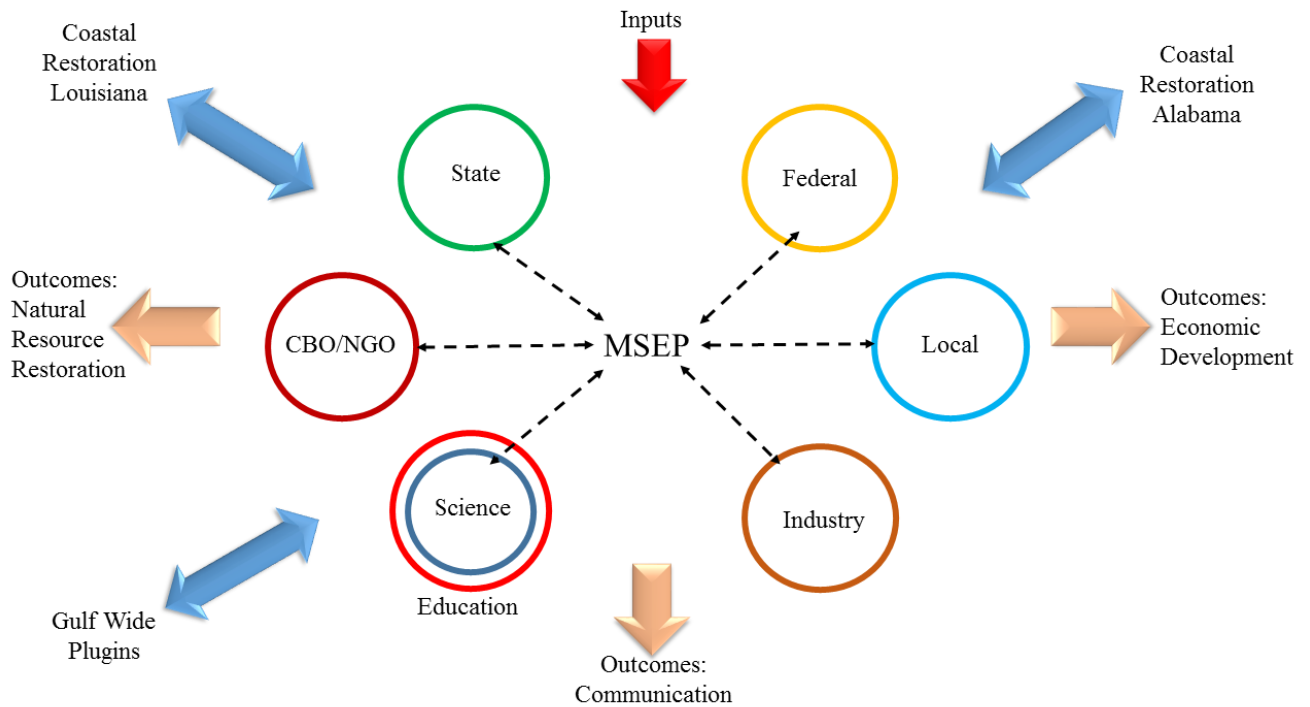 Inputs
Coastal
Restoration
Louisiana
Coastal
Restoration
Alabama
State
Federal
Outcomes:
Natural
Resource
Restoration
CBO/NGO
MSEP
Local
Outcomes:
Economic
Development
Science
Education
Industry
Gulf Wide
Plugins
Outcomes:
Communication